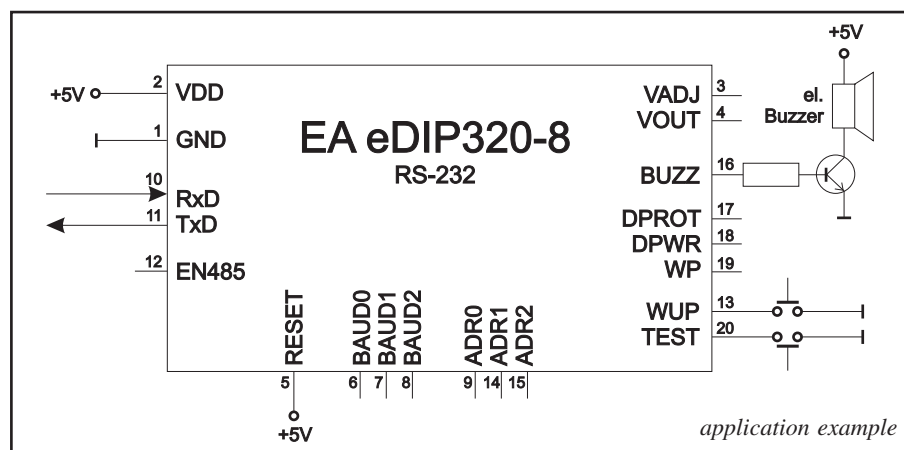 +5V
2
VDD
1
GND
10
RxD
11
TxD
12
EN485
EA eDIP320-8
RS-232
VADJ
3
VOUT
4
BUZZ
16
DPROT
17
DPWR
18
WP
19
WUP
13
TEST
20
+5V
el.
Buzzer
RESET
5
+5V
BAUD0
6
BAUD1
7
BAUD2
8
ADR0
9
ADR1
14
ADR2
15
application example